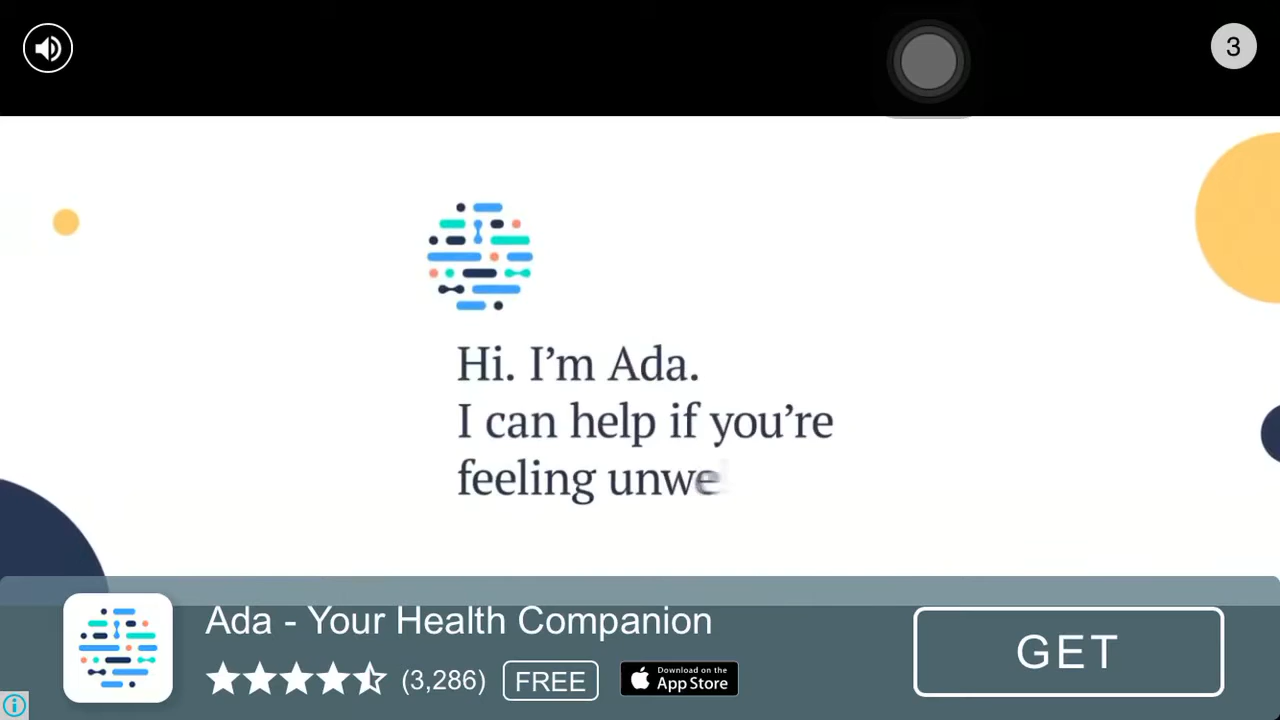 3
Hi. I'm Ada.
I can help if you're
feeling unwe
Ada - Your Health Companion
(3,286)
FREE
Download on the
App Store
GET